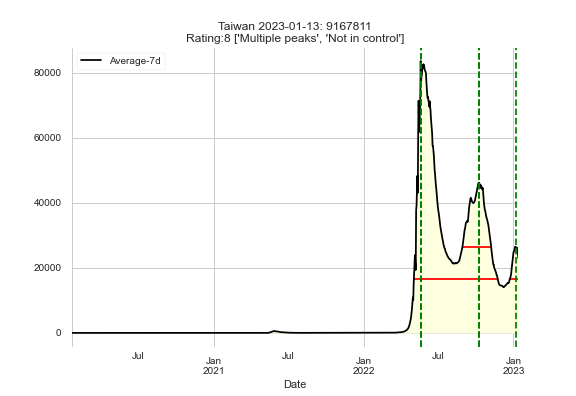 Taiwan 2023-01-13: 9167811
Rating:8 ['Multiple peaks', 'Not in control']
Average-7d
80000
60000
40000
20000
0
Jul
Jan
2021
Jul
Jan
2022
Jul
Jan
2023
Date